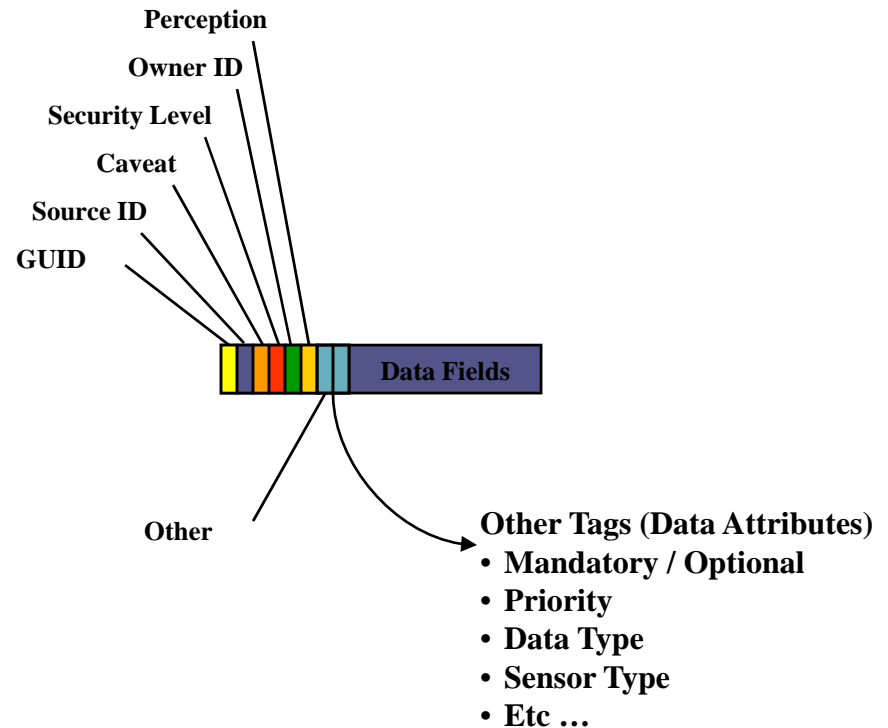 Perception
Owner ID
Security Level
Caveat
Source ID
GUID
Data Fields
Other
Other Tags (Data Attributes)
• Mandatory / Optional
• Priority
• Data Type
• Sensor Type
• Etc …